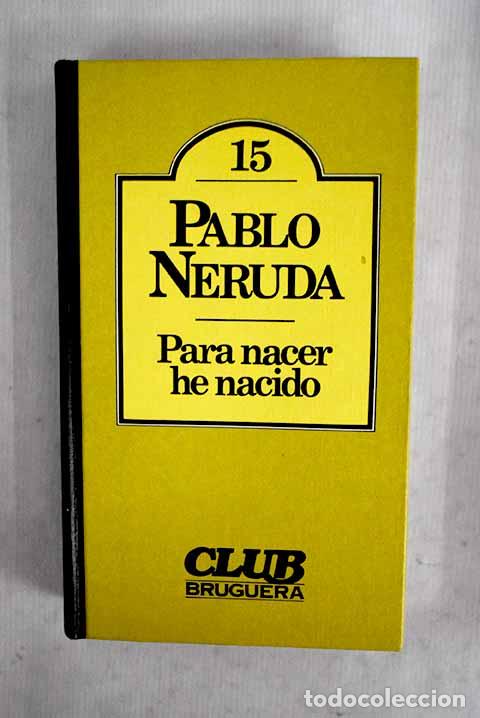 15
PABLO
NERUDA
Para nacer
he nacido
CLUB
BRUGUERA
todocoleccion